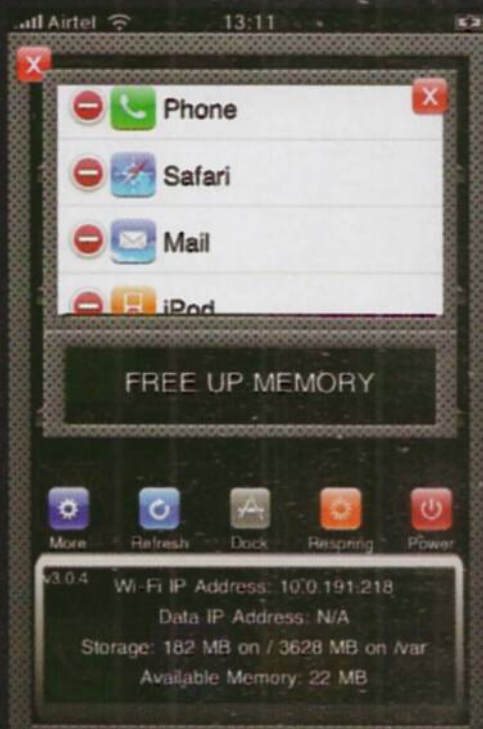 Airtel 13:11
X
X
Phone
Safari
Mail
iPod
FREE UP MEMORY
More Refresh Dock Respring Power
v3.0.4
Wi-Fi IP Address: 10.0.191.218
Data IP Address: N/A
Storage: 182 MB on / 3628 MB on /var
Available Memory: 22 MB